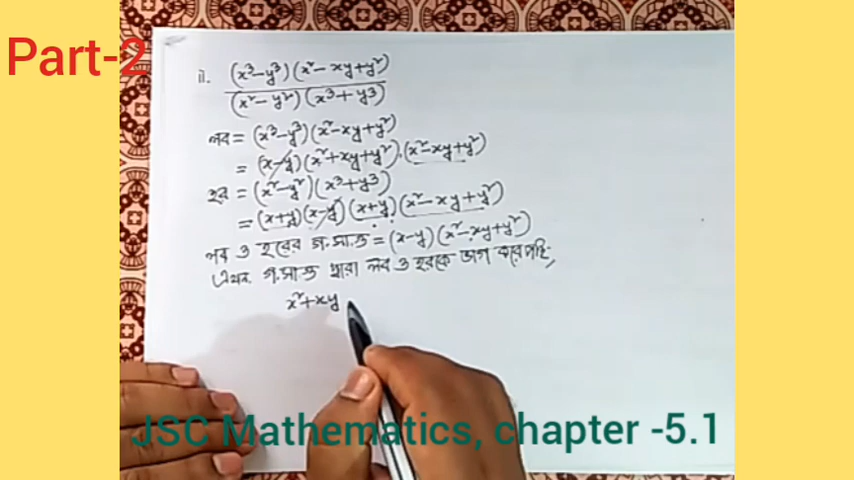 Part-2
ii. (x³-y³)(x²-xy+y²)
(x²-y²)(x³+y³)
লব = (x³-y³)(x²-xy+y²)
= (x-y)(x²+xy+y²).(x²-xy+y²)
হর = (x²-y²)(x³+y³)
= (x+y)(x-y)(x+y)(x²-xy+y²)
লব ও হরের গ.সা.গু = (x-y)(x²-xy+y²)
এখন, গ.সা.গু দ্বারা লব ও হরকে ভাগ করে পাই,
x²+xy
JSC Mathematics, chapter -5.1